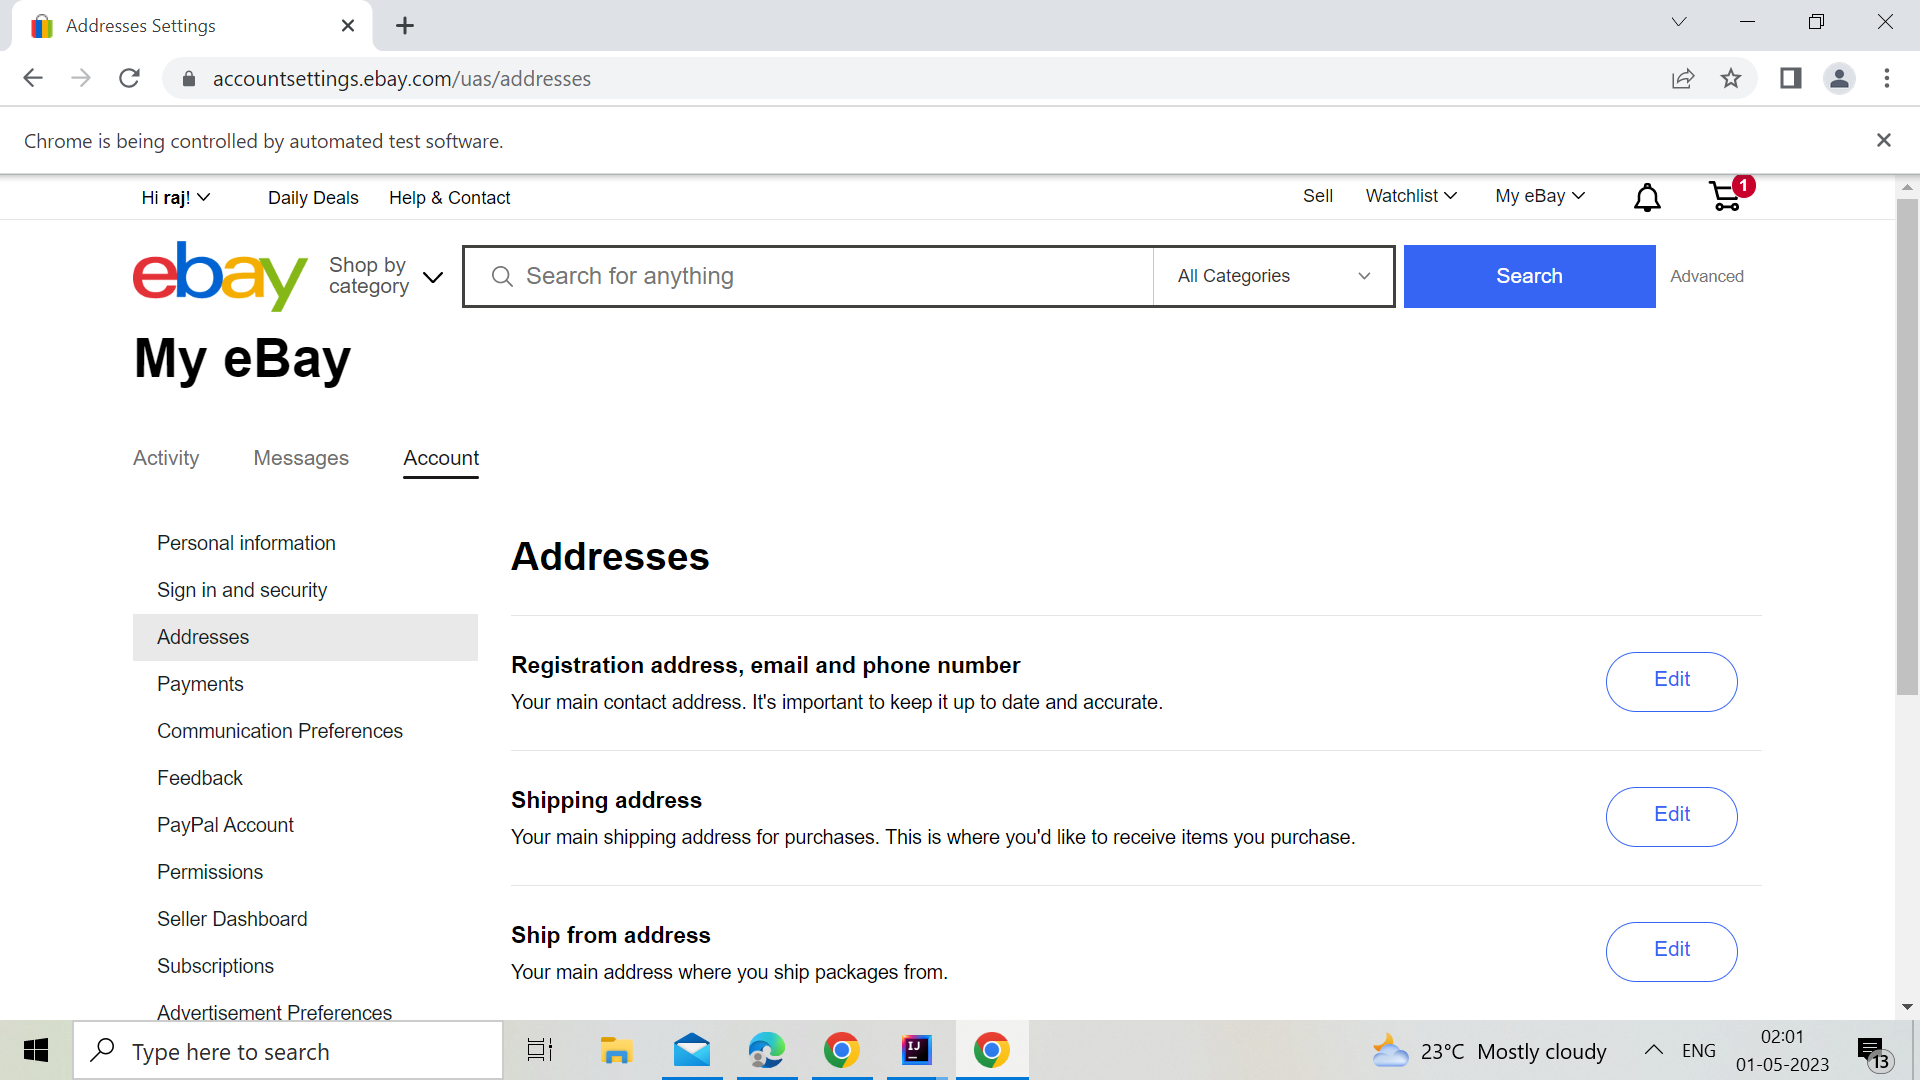 Addresses Settings
accountsettings.ebay.com/uas/addresses
Chrome is being controlled by automated test software.
Hi raj! Daily Deals Help & Contact Sell Watchlist My eBay 1
ebay Shop by category Search for anything All Categories Search Advanced
My eBay
Activity Messages Account
Personal information
Sign in and security
Addresses
Payments
Communication Preferences
Feedback
PayPal Account
Permissions
Seller Dashboard
Subscriptions
Advertisement Preferences
Addresses
Registration address, email and phone number
Your main contact address. It's important to keep it up to date and accurate.
Edit
Shipping address
Your main shipping address for purchases. This is where you'd like to receive items you purchase.
Edit
Ship from address
Your main address where you ship packages from.
Edit
Type here to search
IJ
23°C Mostly cloudy
ENG
02:01
01-05-2023
13